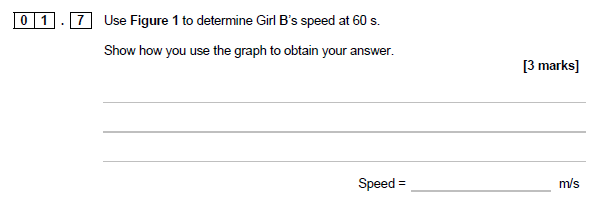 0 1 . 7 Use Figure 1 to determine Girl B's speed at 60 s.
Show how you use the graph to obtain your answer.
[3 marks]
Speed = m/s